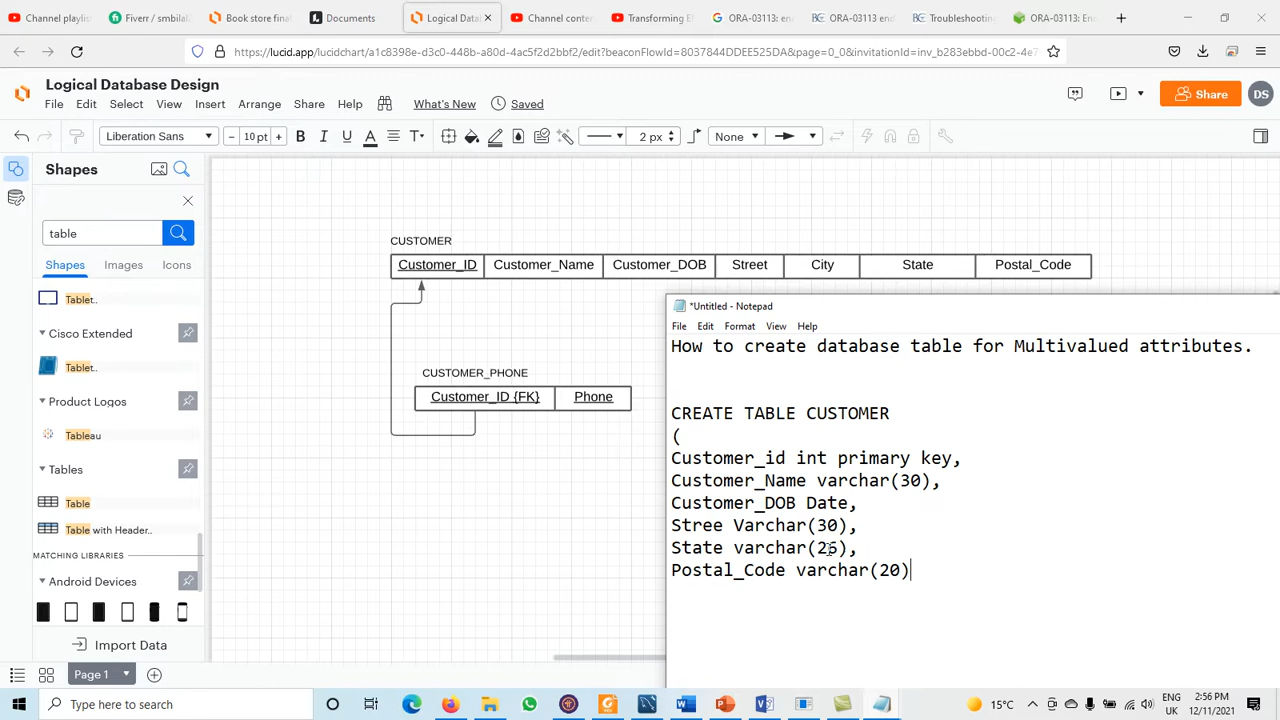 Channel playlis
Fiverr / smbilal
Book store fina
Documents
Logical Datab
Channel conten
Transforming E
ORA-03113: en
ORA-03113 end
Troubleshootin
ORA-03113: En
https://lucid.app/lucidchart/a1c8398e-d3c0-448b-a80d-4ac5f2d2bbf2/edit?beaconFlowId=8037844DDEE525DA&page=0_0&invitationId=inv_b283ebbd-00c2-4e7
Logical Database Design
File Edit Select View Insert Arrange Share Help What's New Saved
Share
DS
Liberation Sans
10 pt
B I U A T
2 px
None
Shapes
table
Shapes Images Icons
Tablet..
Cisco Extended
Tablet..
Product Logos
Tableau
Tables
Table
Table with Header..
MATCHING LIBRARIES
Android Devices
Import Data
CUSTOMER
Customer_ID Customer_Name Customer_DOB Street City State Postal_Code
CUSTOMER_PHONE
Customer_ID {FK} Phone
*Untitled - Notepad
File Edit Format View Help
How to create database table for Multivalued attributes.
CREATE TABLE CUSTOMER
(
Customer_id int primary key,
Customer_Name varchar(30),
Customer_DOB Date,
Stree Varchar(30),
State varchar(26),
Postal_Code varchar(20)
Page 1
Type here to search
15°C
ENG
UK
2:56 PM
12/11/2021